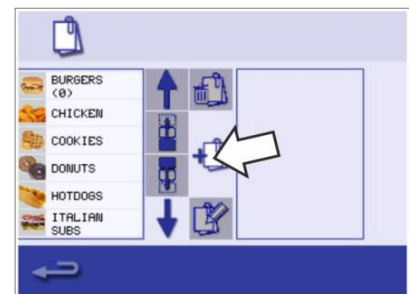 BURGERS
(0)
CHICKEN
COOKIES
DONUTS
HOTDOGS
ITALIAN
SUBS